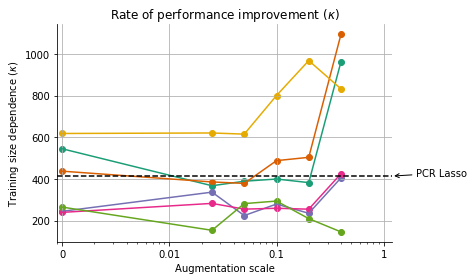 Rate of performance improvement (κ)
Training size dependence (κ)
1000
800
600
400
200
PCR Lasso
0
0.01
0.1
1
Augmentation scale